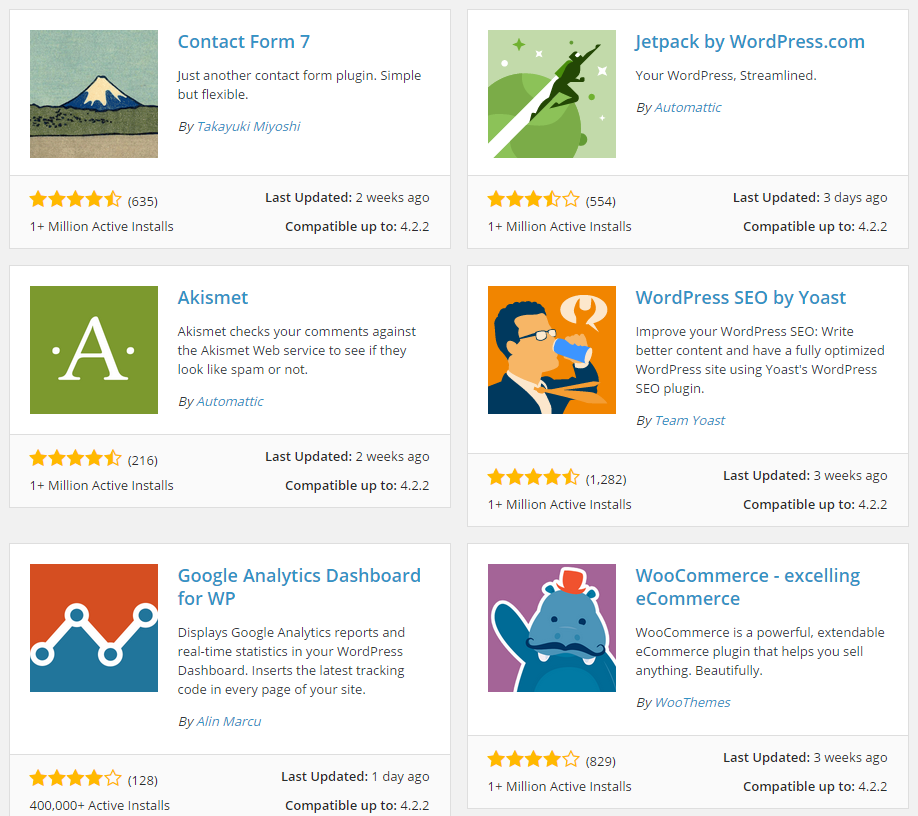 Contact Form 7
Just another contact form plugin. Simple
but flexible.
By Takayuki Miyoshi
(635)
Last Updated: 2 weeks ago
1+ Million Active Installs
Compatible up to: 4.2.2
Jetpack by WordPress.com
Your WordPress, Streamlined.
By Automattic
(554)
Last Updated: 3 days ago
1+ Million Active Installs
Compatible up to: 4.2.2
·A·
Akismet
Akismet checks your comments against
the Akismet Web service to see if they
look like spam or not.
By Automattic
(216)
Last Updated: 2 weeks ago
1+ Million Active Installs
Compatible up to: 4.2.2
WordPress SEO by Yoast
Improve your WordPress SEO: Write
better content and have a fully optimized
WordPress site using Yoast's WordPress
SEO plugin.
By Team Yoast
(1,282)
Last Updated: 3 weeks ago
1+ Million Active Installs
Compatible up to: 4.2.2
Google Analytics Dashboard
for WP
Displays Google Analytics reports and
real-time statistics in your WordPress
Dashboard. Inserts the latest tracking
code in every page of your site.
By Alin Marcu
(128)
Last Updated: 1 day ago
400,000+ Active Installs
Compatible up to: 4.2.2
WooCommerce - excelling
eCommerce
WooCommerce is a powerful, extendable
eCommerce plugin that helps you sell
anything. Beautifully.
By WooThemes
(829)
Last Updated: 3 weeks ago
1+ Million Active Installs
Compatible up to: 4.2.2